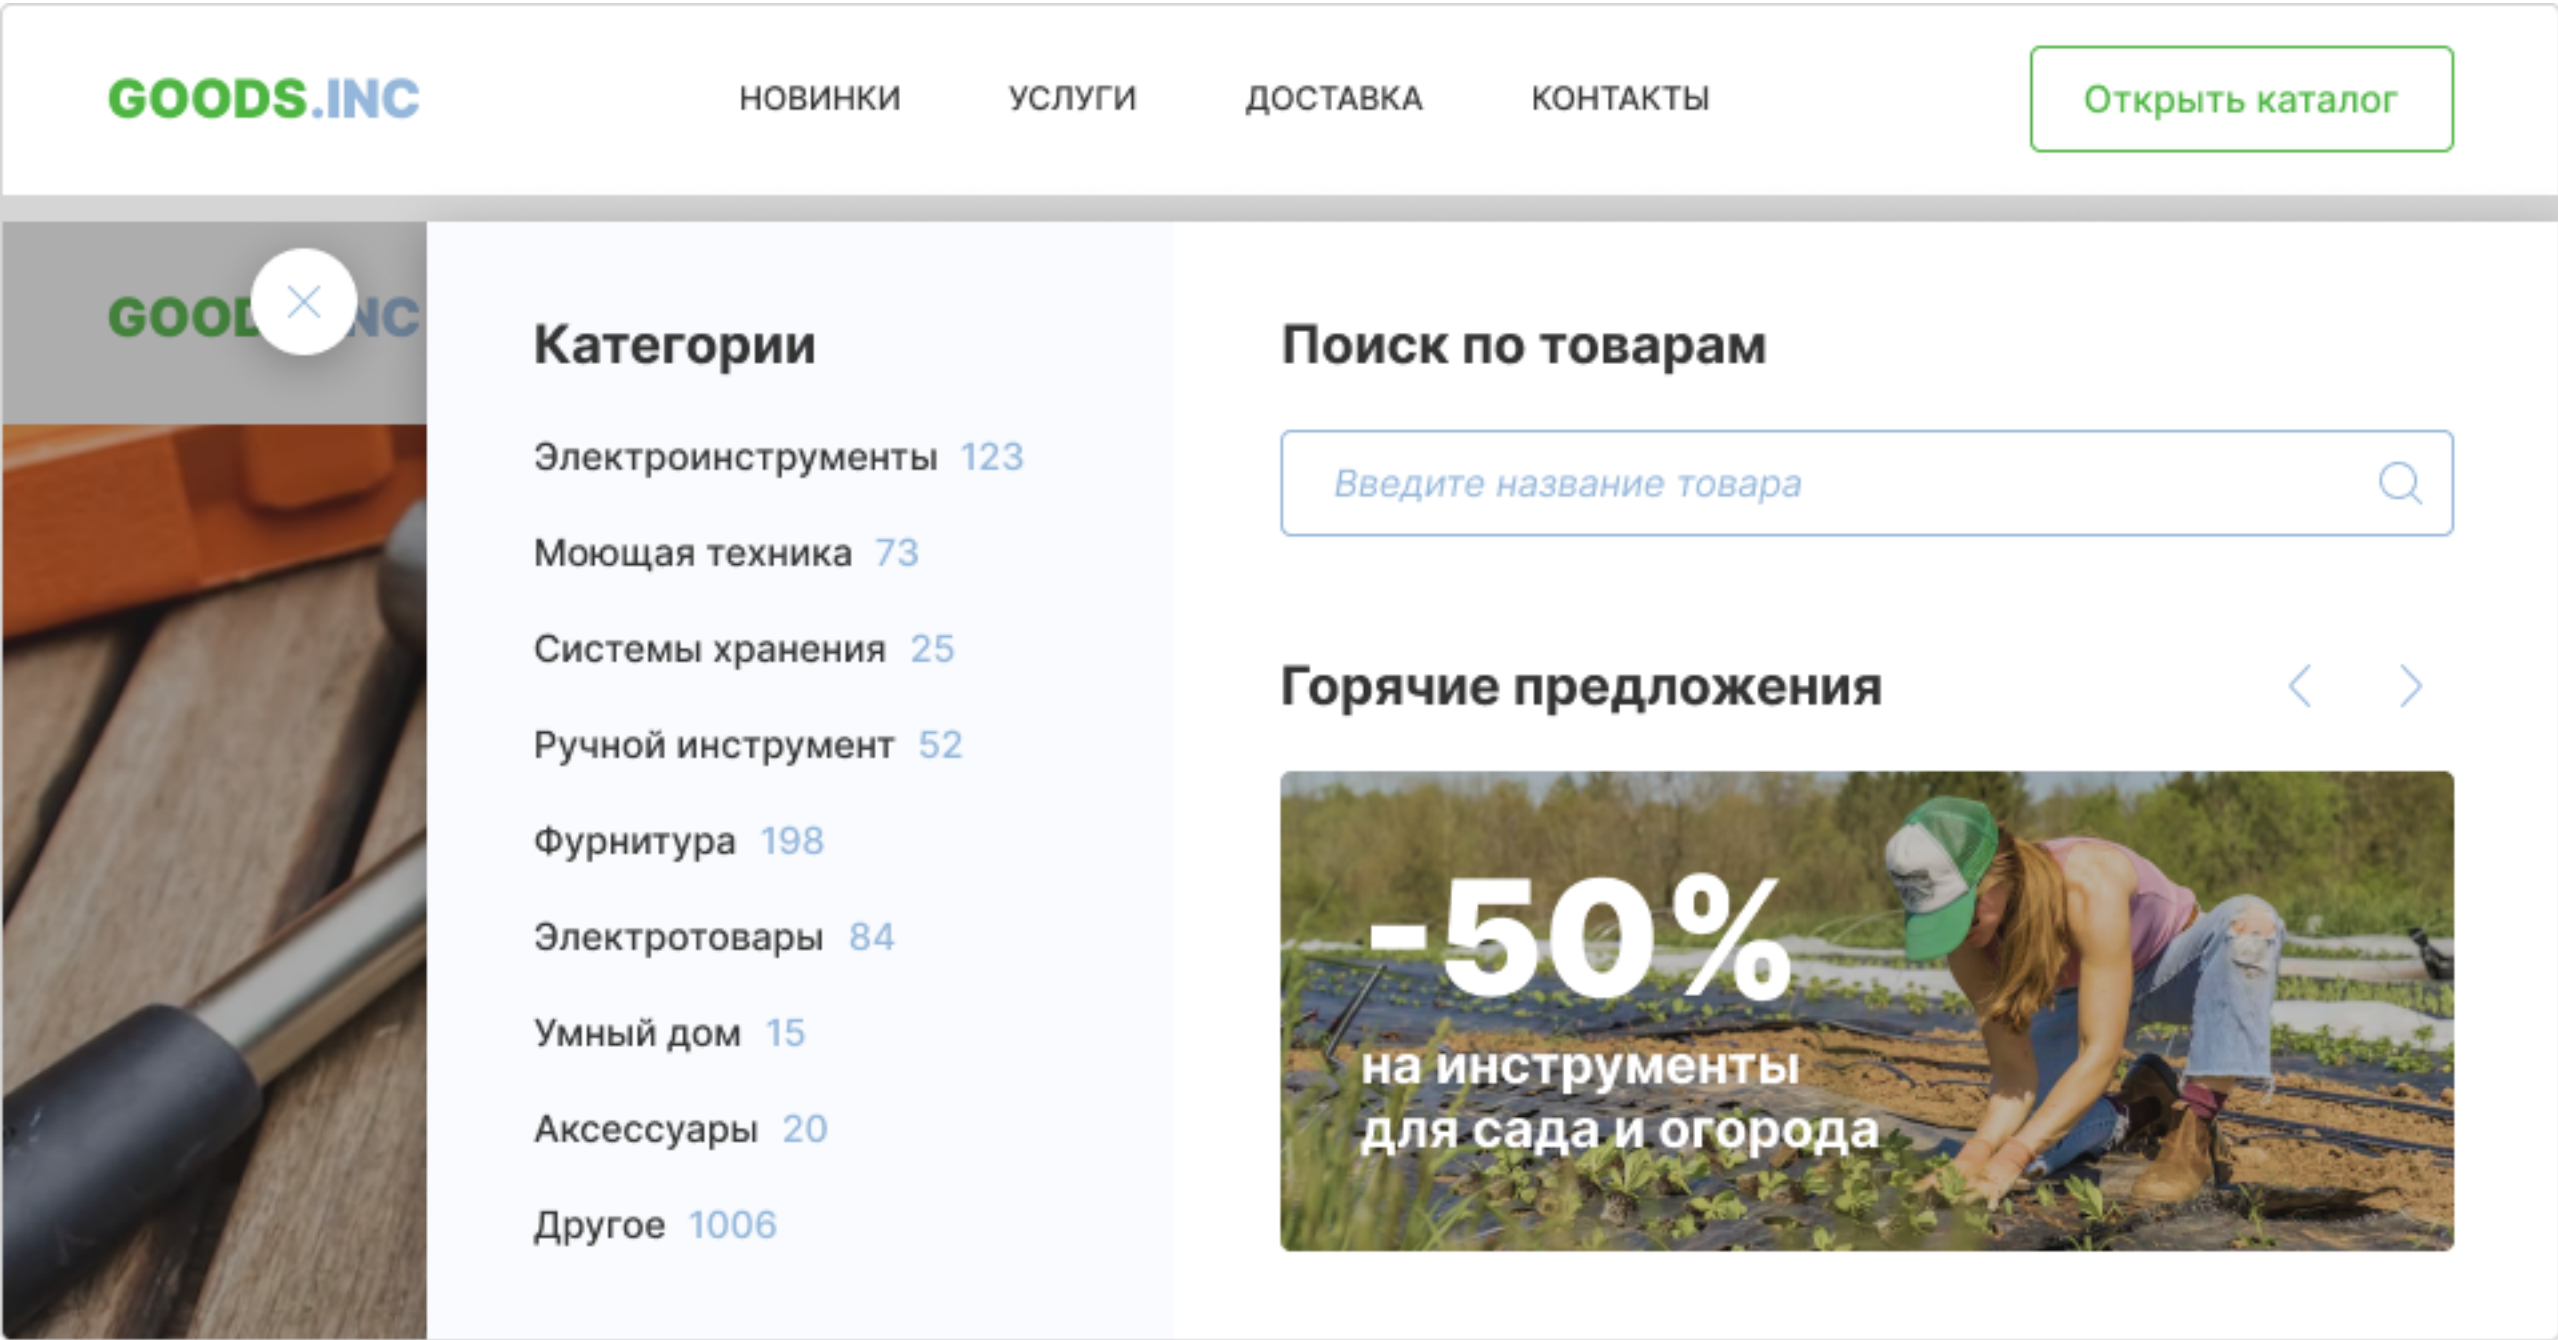 GOODS.INC
НОВИНКИ УСЛУГИ ДОСТАВКА КОНТАКТЫ
Открыть каталог
GOOD NC
Категории
Электроинструменты 123
Моющая техника 73
Системы хранения 25
Ручной инструмент 52
Фурнитура 198
Электротовары 84
Умный дом 15
Аксессуары 20
Другое 1006
Поиск по товарам
Введите название товара
Горячие предложения
-50%
на инструменты
для сада и огорода